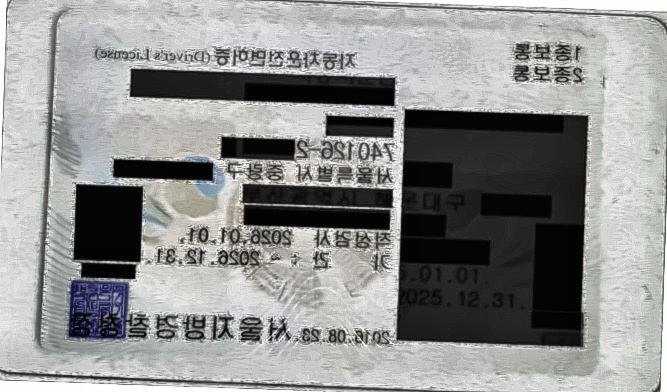 1종보통
2종보통
자동차운전면허증 (Driver's License)
740126-2
서울특별시 중랑구
적성검사 2026.01.01.
기 간 : ~ 2026.12.31.
.01.01.
2025.12.31.
2016.08.23. 서울지방경찰청장